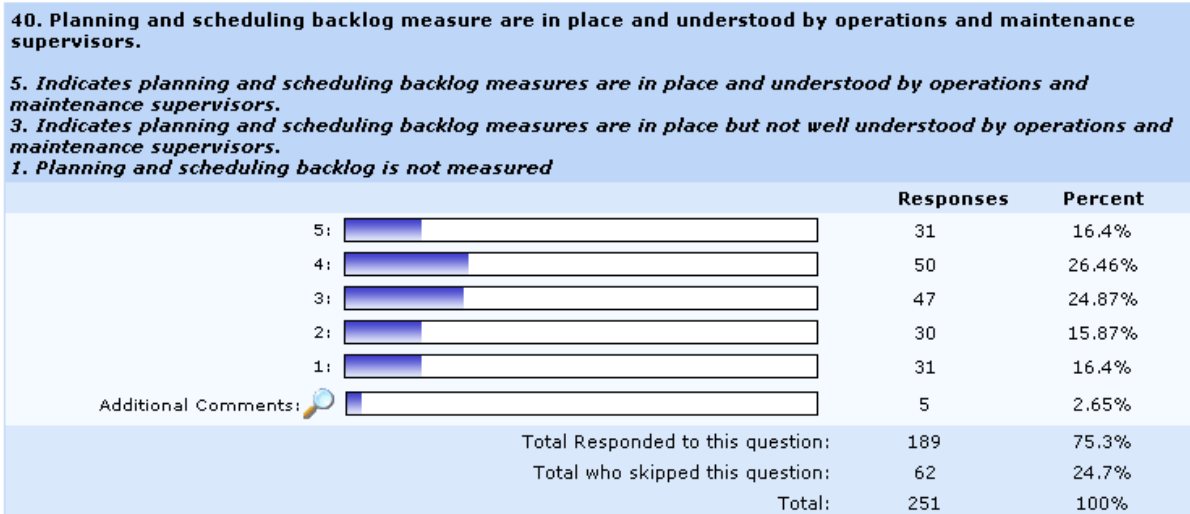 40. Planning and scheduling backlog measure are in place and understood by operations and maintenance
supervisors.
5. Indicates planning and scheduling backlog measures are in place and understood by operations and
maintenance supervisors.
3. Indicates planning and scheduling backlog measures are in place but not well understood by operations and
maintenance supervisors.
1. Planning and scheduling backlog is not measured
Responses Percent
5: 31 16.4%
4: 50 26.46%
3: 47 24.87%
2: 30 15.87%
1: 31 16.4%
Additional Comments: 5 2.65%
Total Responded to this question: 189 75.3%
Total who skipped this question: 62 24.7%
Total: 251 100%